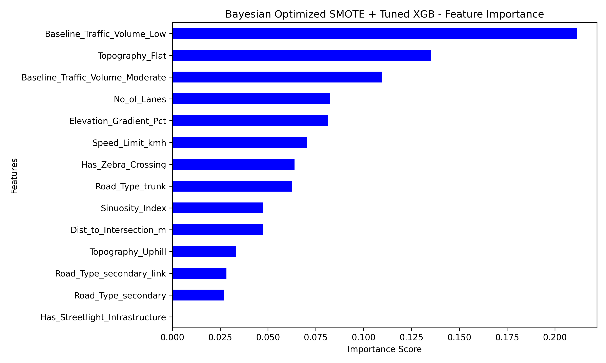 Bayesian Optimized SMOTE + Tuned XGB - Feature Importance
Baseline_Traffic_Volume_Low
Topography_Flat
Baseline_Traffic_Volume_Moderate
No_of_Lanes
Elevation_Gradient_Pct
Speed_Limit_kmh
Has_Zebra_Crossing
Road_Type_trunk
Sinuosity_Index
Dist_to_Intersection_m
Topography_Uphill
Road_Type_secondary_link
Road_Type_secondary
Has_Streetlight_Infrastructure
Features
0.000 0.025 0.050 0.075 0.100 0.125 0.150 0.175 0.200
Importance Score